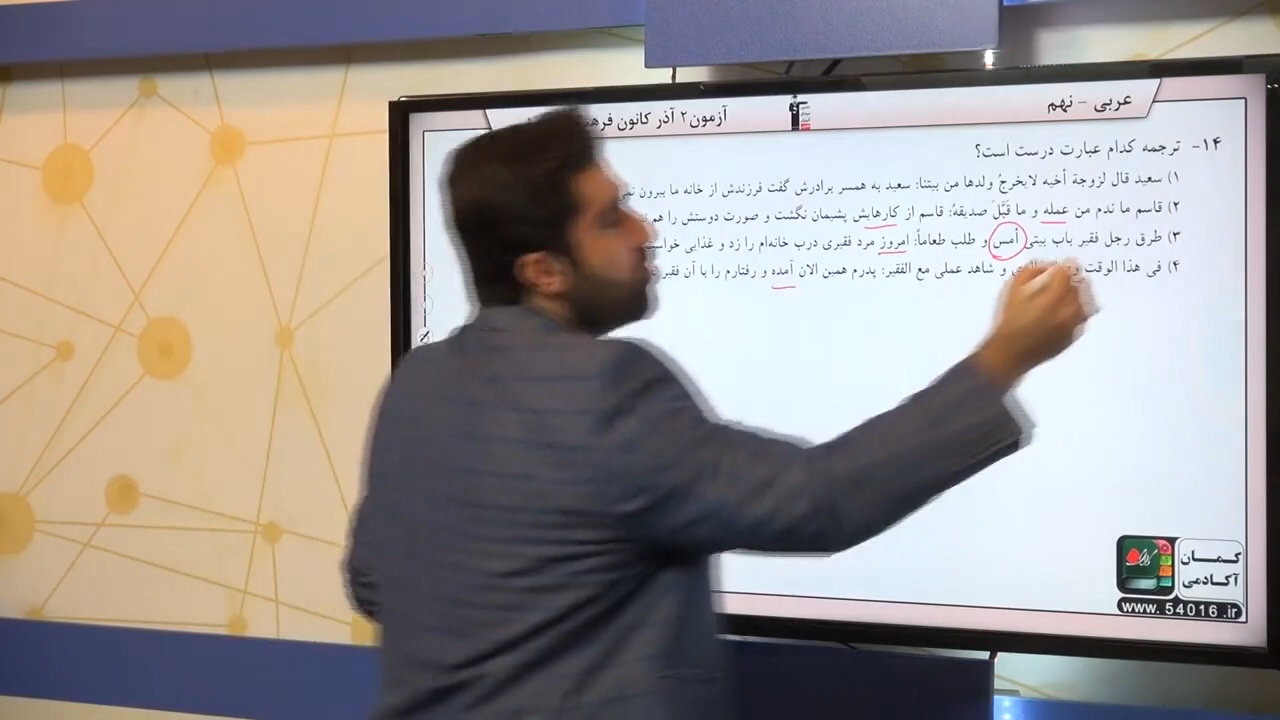 عربی - نهم
آزمون ۲ آذر کانون
۱۴- ترجمه کدام عبارت درست است؟
۱) سعید قال لزوجة أخیه لایخرجُ ولدها من بیتنا: سعید به همسر برادرش گفت فرزندش از خانه ما بیرون
۲) قاسم ما ندم من عمله و ما قَبَّلَ صدیقهُ: قاسم از کارهایش پشیمان نگشت و صورت دوستش را هم
۳) طرق رجل فقیر باب بیتی أمس و طلب طعاماً: امروز مرد فقیری درب خانه‌ام را زد و غذایی
۴) فی هذا الوقت و شاهد عملی مع الفقیر: پدرم همین الان آمده و رفتارم را با آن فقیر
کمان
آکادمی
www. 54016 .ir